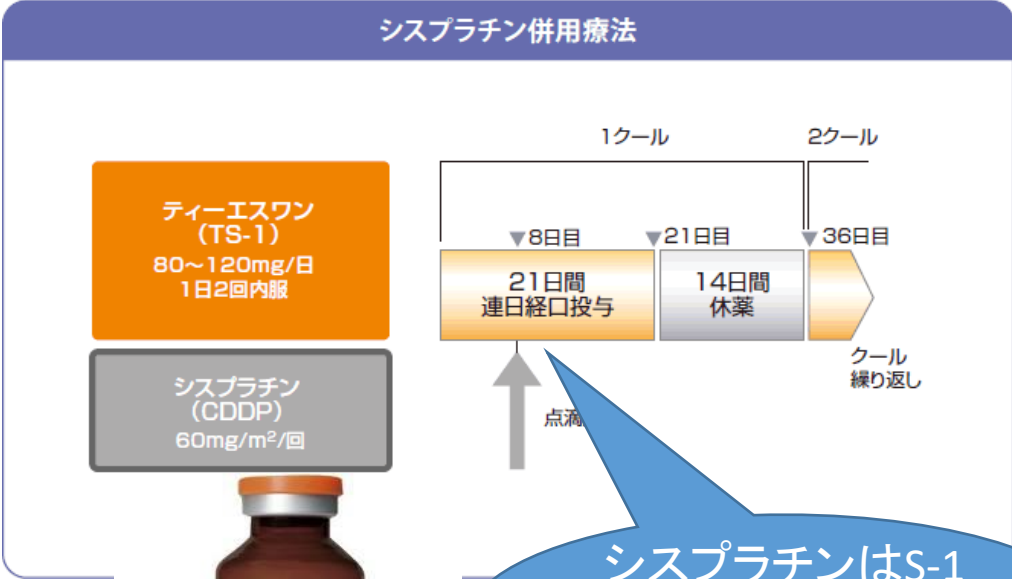 シスプラチン併用療法
1クール
2クール
ティーエスワン
（TS-1）
80～120mg/日
1日2回内服
▼8日目
▼21日目
▼36日目
21日間
連日経口投与
14日間
休薬
クール
繰り返し
シスプラチン
（CDDP）
60mg/m²/回
点滴
シスプラチンはS-1